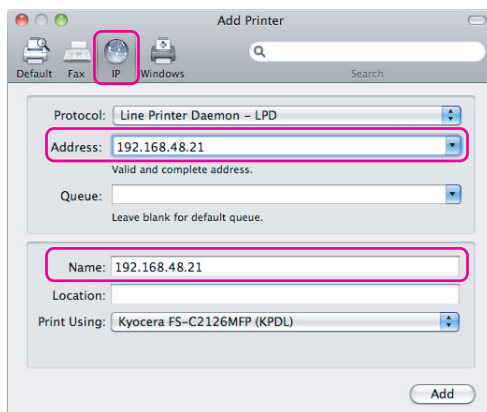 Add Printer
Default Fax IP Windows Search
Protocol: Line Printer Daemon – LPD
Address: 192.168.48.21
Valid and complete address.
Queue:
Leave blank for default queue.
Name: 192.168.48.21
Location:
Print Using: Kyocera FS-C2126MFP (KPDL)
Add